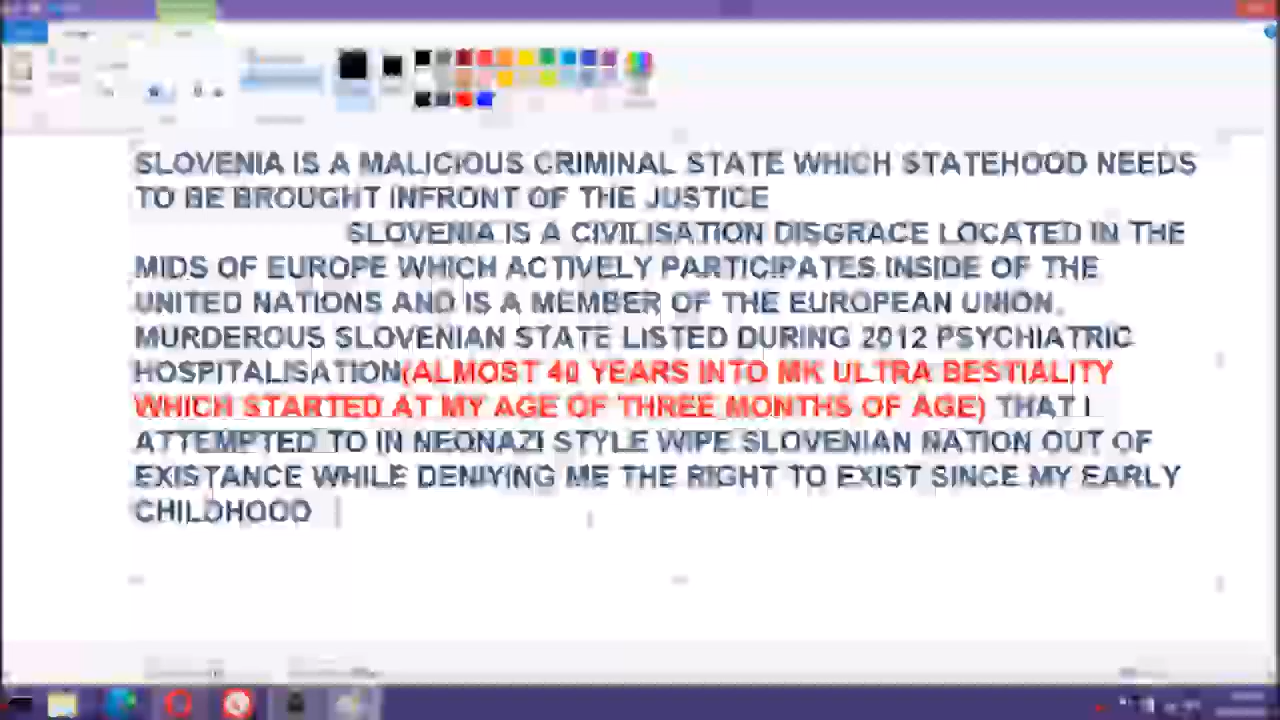 SLOVENIA IS A MALICIOUS CRIMINAL STATE WHICH STATEHOOD NEEDS
TO BE BROUGHT INFRONT OF THE JUSTICE
SLOVENIA IS A CIVILISATION DISGRACE LOCATED IN THE
MIDS OF EUROPE WHICH ACTIVELY PARTICIPATES INSIDE OF THE
UNITED NATIONS AND IS A MEMBER OF THE EUROPEAN UNION.
MURDEROUS SLOVENIAN STATE LISTED DURING 2012 PSYCHIATRIC
HOSPITALISATION(ALMOST 40 YEARS INTO MK ULTRA BESTIALITY
WHICH STARTED AT MY AGE OF THREE MONTHS OF AGE) THAT I
ATTEMPTED TO IN NEONAZI STYLE WIPE SLOVENIAN NATION OUT OF
EXISTANCE WHILE DENIYING ME THE RIGHT TO EXIST SINCE MY EARLY
CHILDHOOD